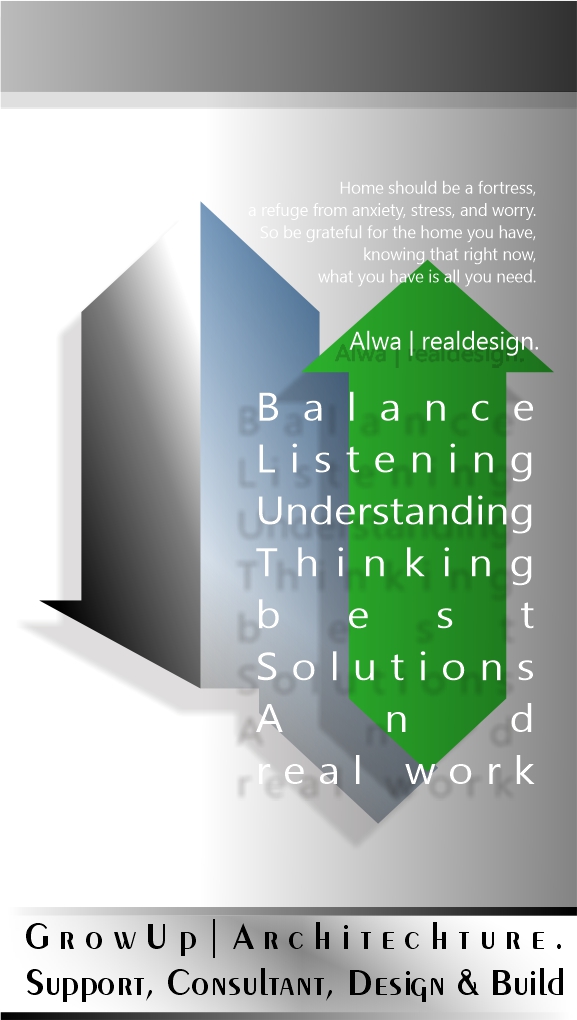 Home should be a fortress,
a refuge from anxiety, stress, and worry.
So be grateful for the home you have,
knowing that right now,
what you have is all you need.
Alwa | realdesign.
Balance
Listening
Understanding
Thinking
best
Solutions
And
real work
GrowUp | Architechture.
Support, Consultant, Design & Build